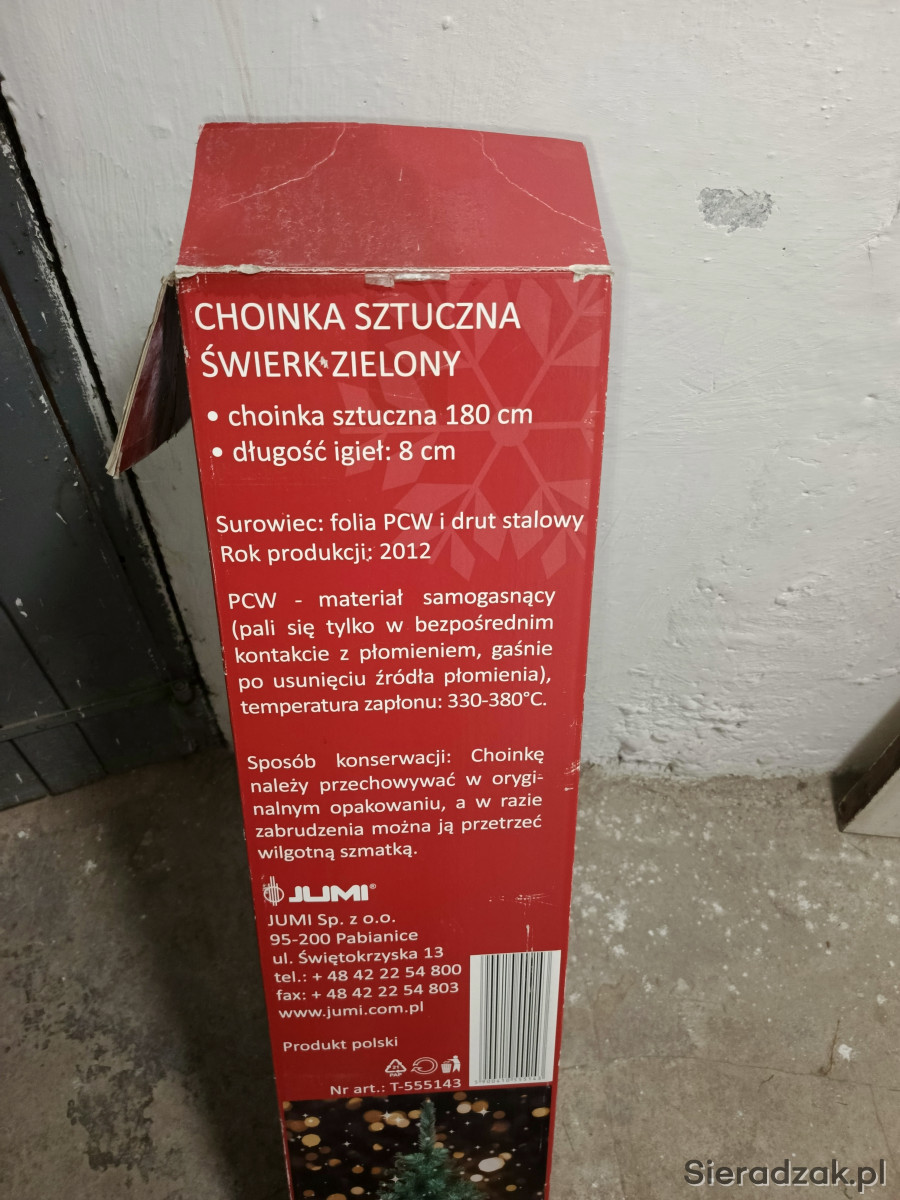 CHOINKA SZTUCZNA
ŚWIERK ZIELONY
• choinka sztuczna 180 cm
• długość igieł: 8 cm
Surowiec: folia PCW i drut stalowy
Rok produkcji: 2012
PCW - materiał samogasnący
(pali się tylko w bezpośrednim
kontakcie z płomieniem, gaśnie
po usunięciu źródła płomienia),
temperatura zapłonu: 330-380°C.
Sposób konserwacji: Choinkę
należy przechowywać w orygi-
nalnym opakowaniu, a w razie
zabrudzenia można ją przetrzeć
wilgotną szmatką.
JUMI®
JUMI Sp. z o.o.
95-200 Pabianice
ul. Świętokrzyska 13
tel.: + 48 42 22 54 800
fax: + 48 42 22 54 803
www.jumi.com.pl
Produkt polski
21
PAP
Nr art.: T-555143
Sieradzak.pl